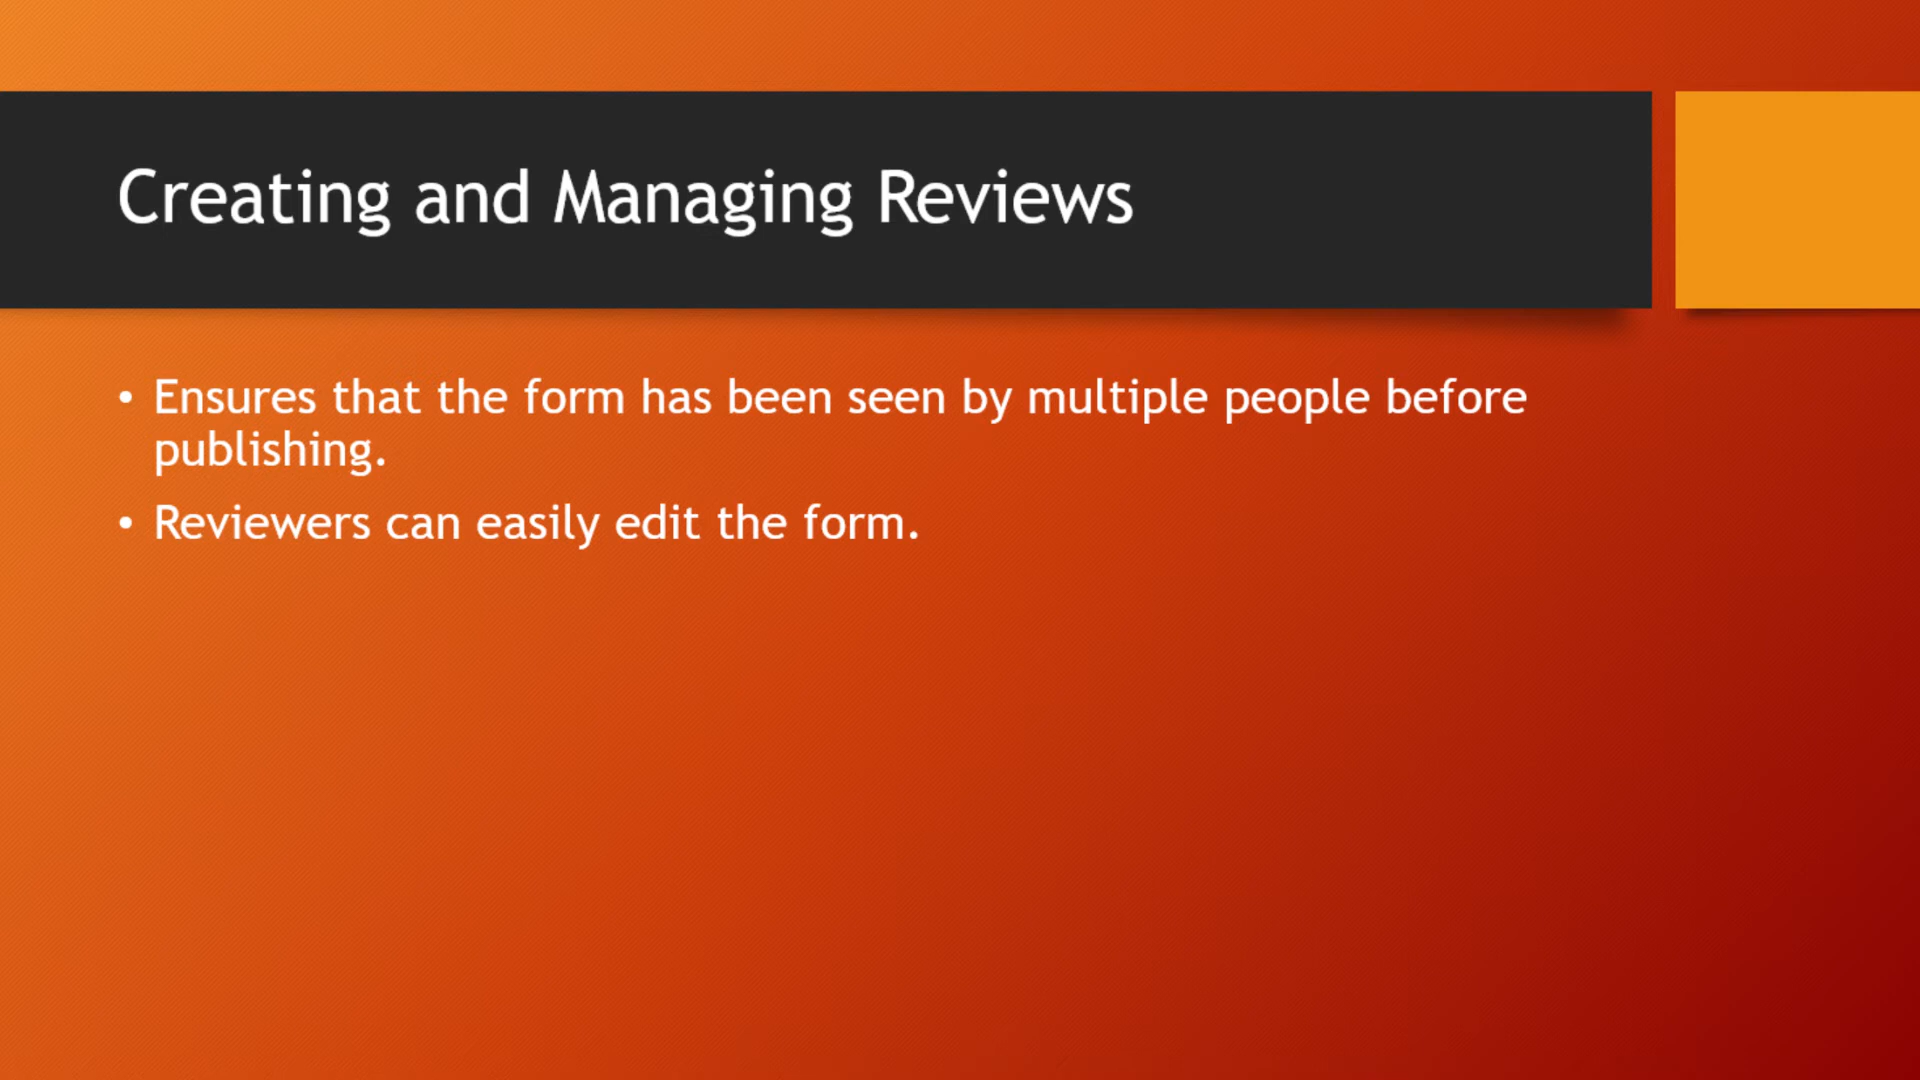 Creating and Managing Reviews
• Ensures that the form has been seen by multiple people before
publishing.
• Reviewers can easily edit the form.